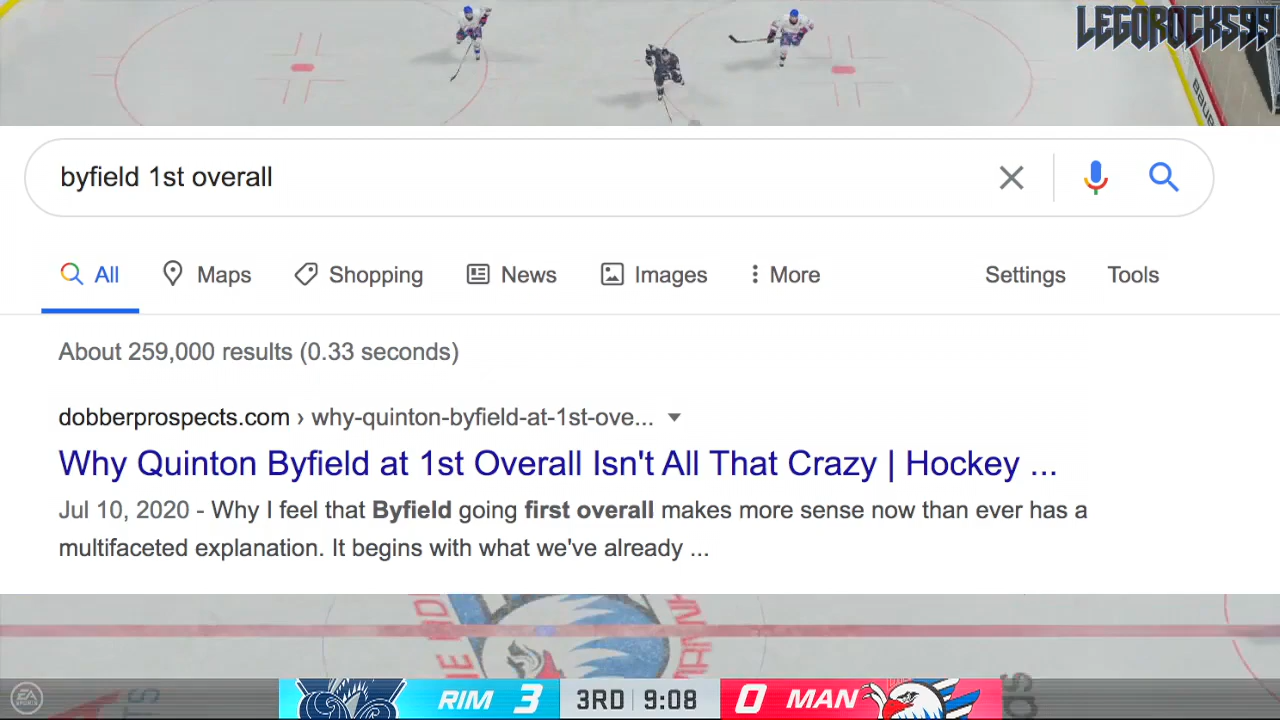 LEGOROCKS99
BAUER
byfield 1st overall
All
Maps
Shopping
News
Images
More
Settings
Tools
About 259,000 results (0.33 seconds)
dobberprospects.com › why-quinton-byfield-at-1st-ove...
Why Quinton Byfield at 1st Overall Isn't All That Crazy | Hockey ...
Jul 10, 2020 - Why I feel that Byfield going first overall makes more sense now than ever has a
multifaceted explanation. It begins with what we've already ...
EA
SPORTS
RIM 3 3RD 9:08 0 MAN